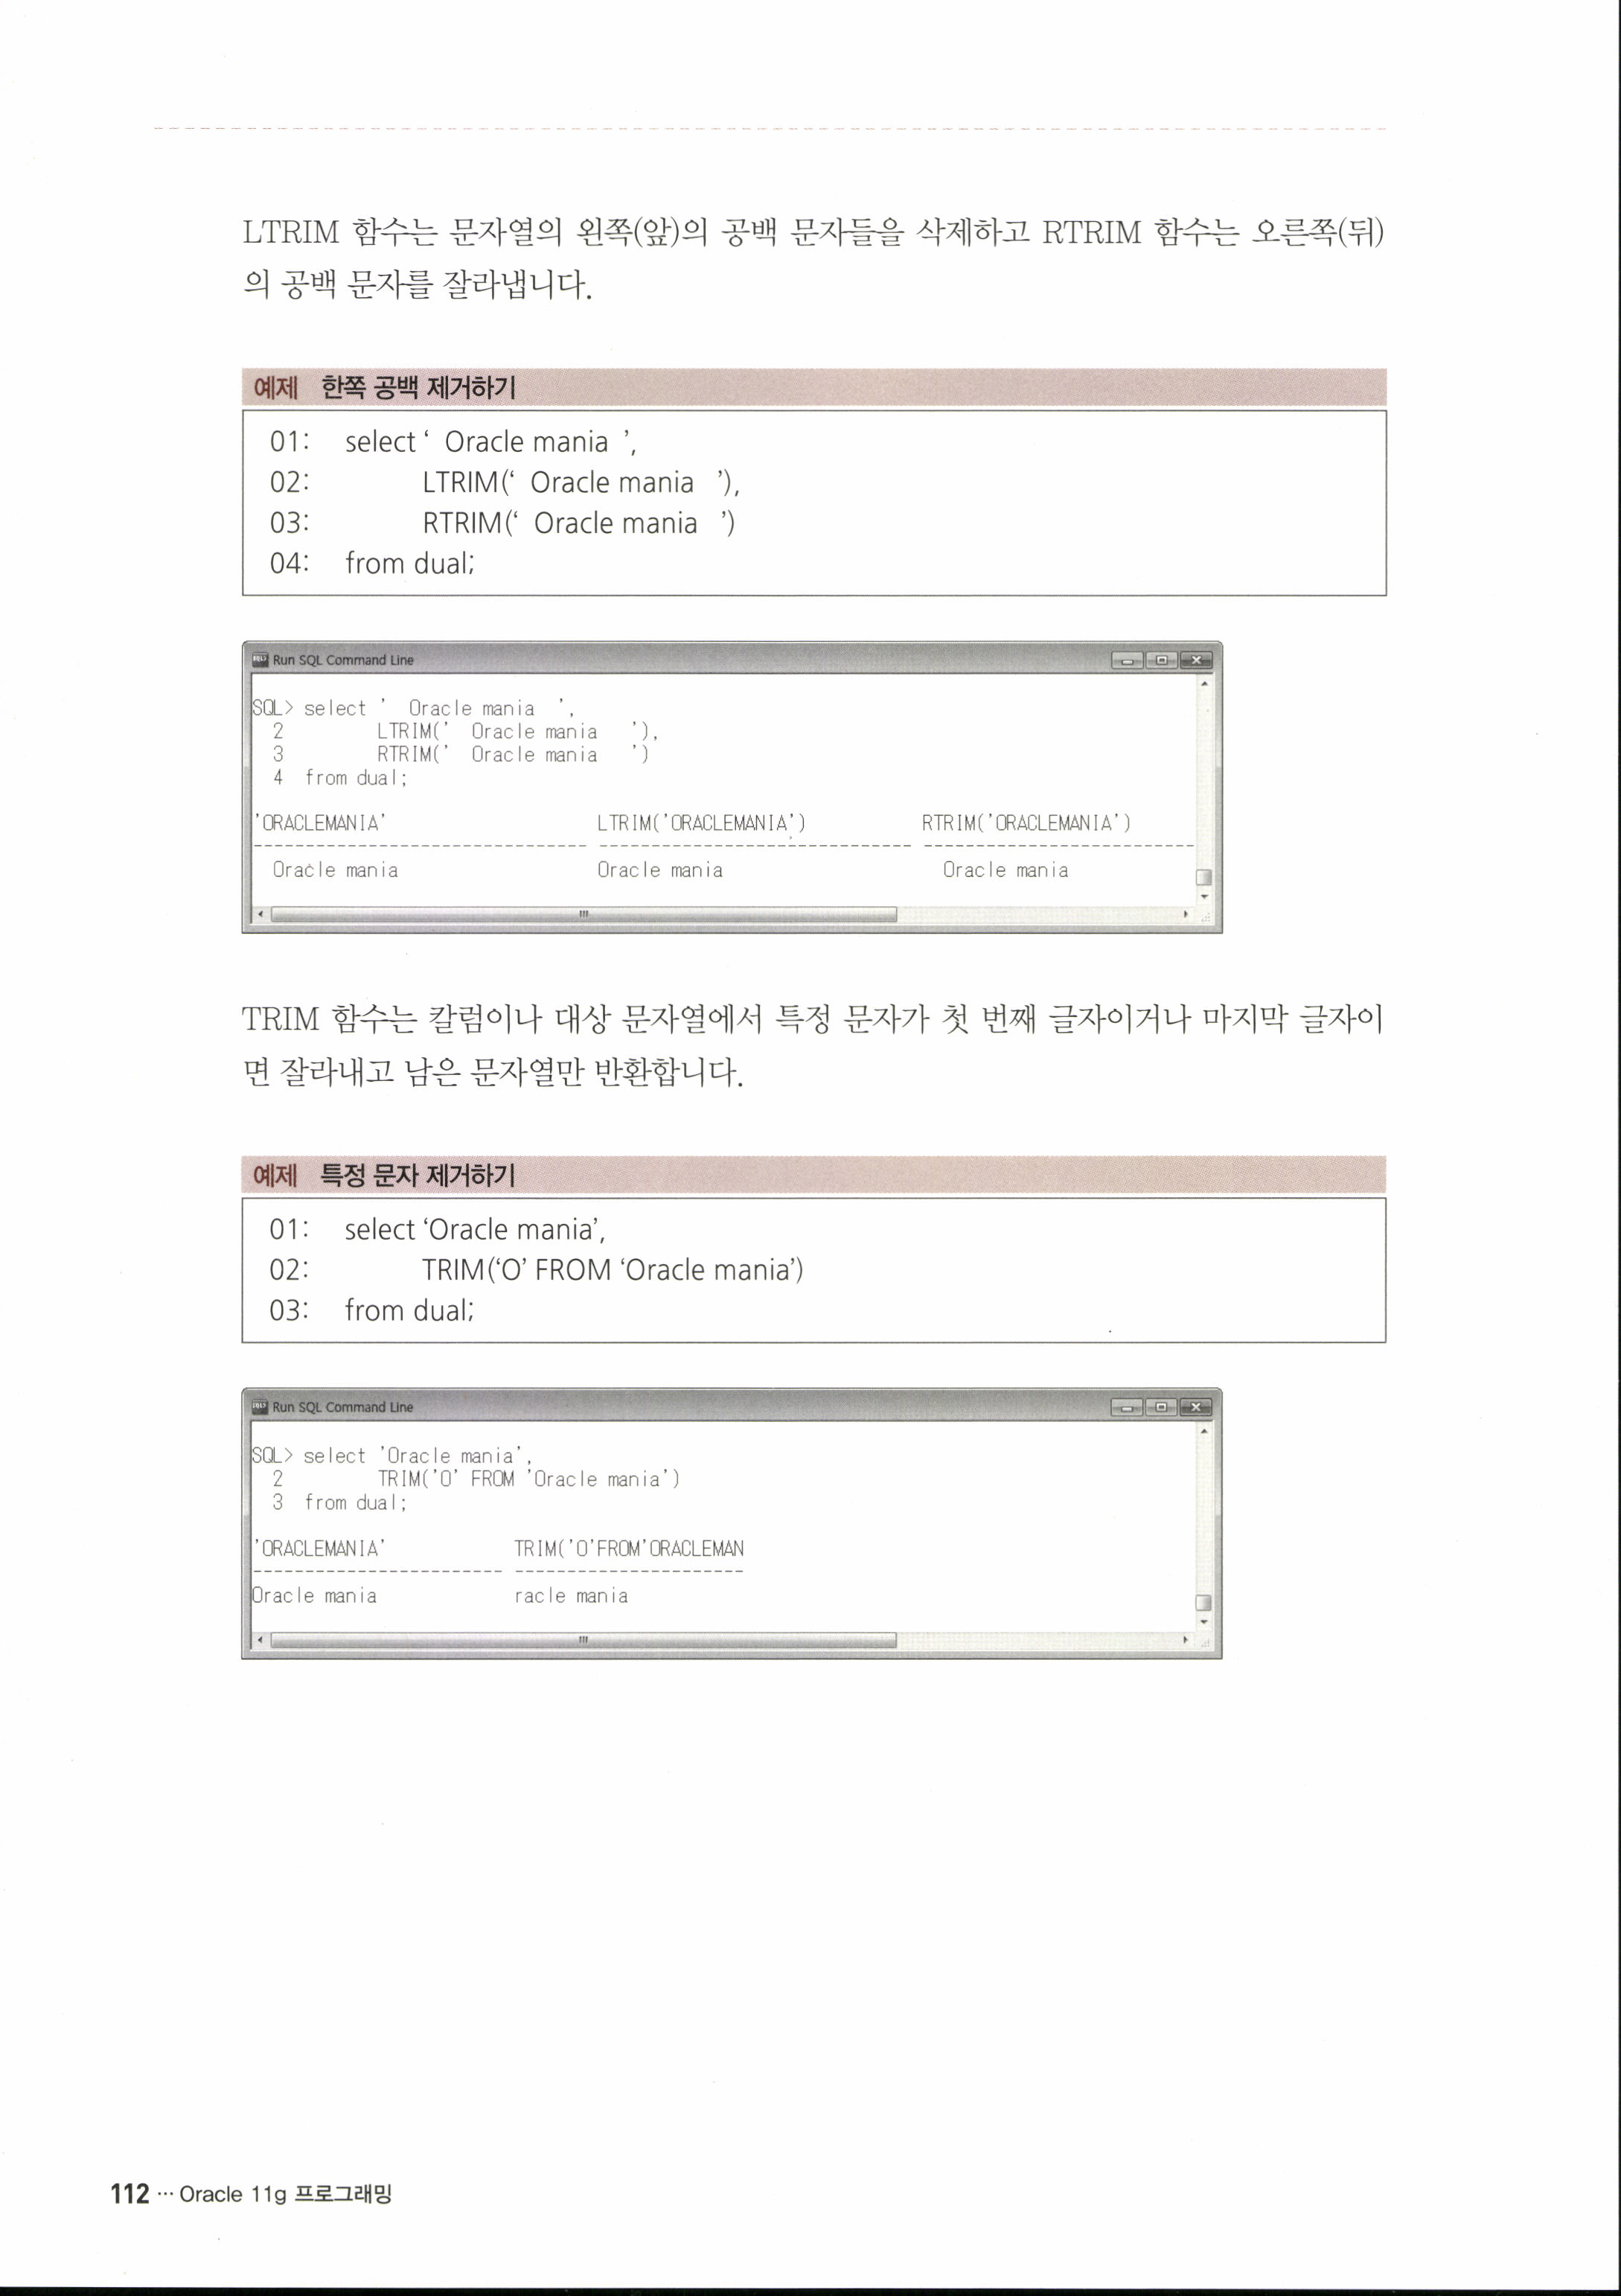 LTRIM 함수는 문자열의 왼쪽(앞)의 공백 문자들을 삭제하고 RTRIM 함수는 오른쪽(뒤)
의 공백 문자를 잘라냅니다.
예제 한쪽 공백 제거하기
01: select ‘  Oracle mania  ’,
02: LTRIM(‘  Oracle mania  ’),
03: RTRIM(‘  Oracle mania  ’)
04: from dual;
Run SQL Command Line
SQL> select '  Oracle mania  ',
2 LTRIM('  Oracle mania   '),
3 RTRIM('  Oracle mania   ')
4 from dual;
'ORACLEMANIA' LTRIM('ORACLEMANIA') RTRIM('ORACLEMANIA')
-------------------------------- ------------------------------ --------------------------
Oracle mania Oracle mania Oracle mania
TRIM 함수는 칼럼이나 대상 문자열에서 특정 문자가 첫 번째 글자이거나 마지막 글자이
면 잘라내고 남은 문자열만 반환합니다.
예제 특정 문자 제거하기
01: select ‘Oracle mania’,
02: TRIM(‘O’ FROM ‘Oracle mania’)
03: from dual;
Run SQL Command Line
SQL> select 'Oracle mania',
2 TRIM('O' FROM 'Oracle mania')
3 from dual;
'ORACLEMANIA' TRIM('O'FROM'ORACLEMAN
------------------------ ----------------------
Oracle mania racle mania
112 ··· Oracle 11g 프로그래밍